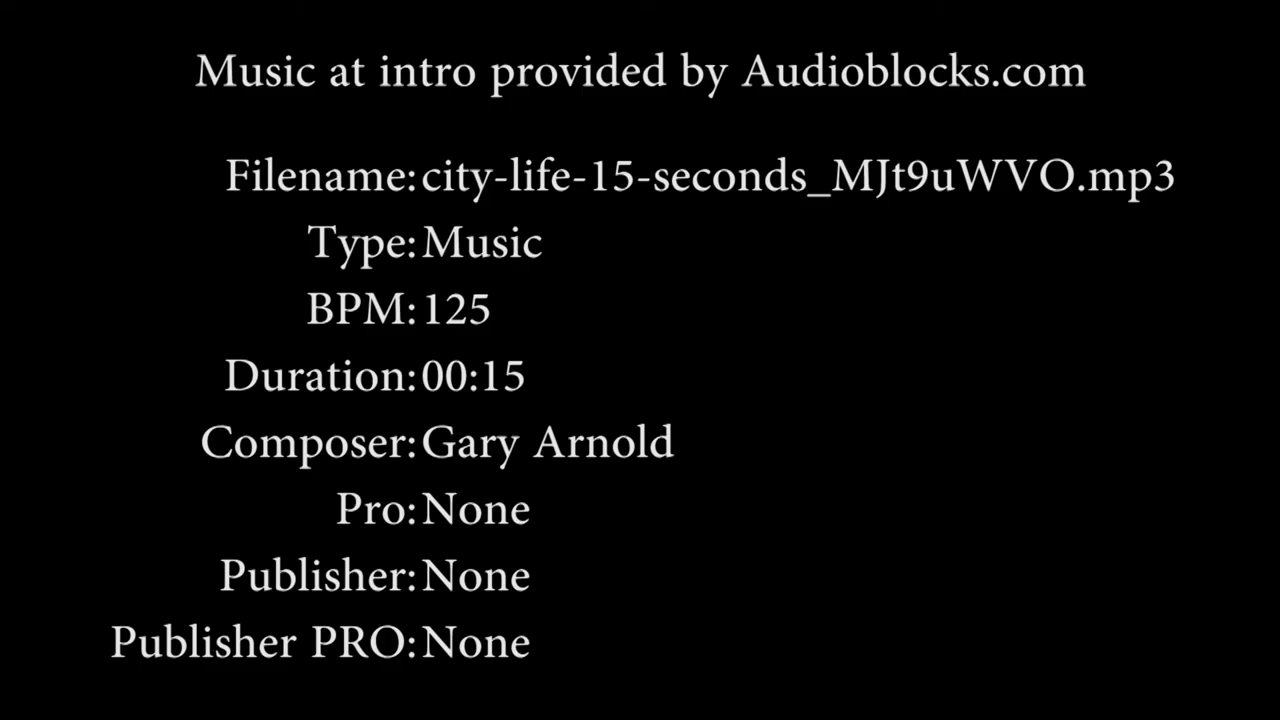 Music at intro provided by Audioblocks.com
Filename: city-life-15-seconds_MJt9uWVO.mp3
Type: Music
BPM: 125
Duration: 00:15
Composer: Gary Arnold
Pro: None
Publisher: None
Publisher PRO: None